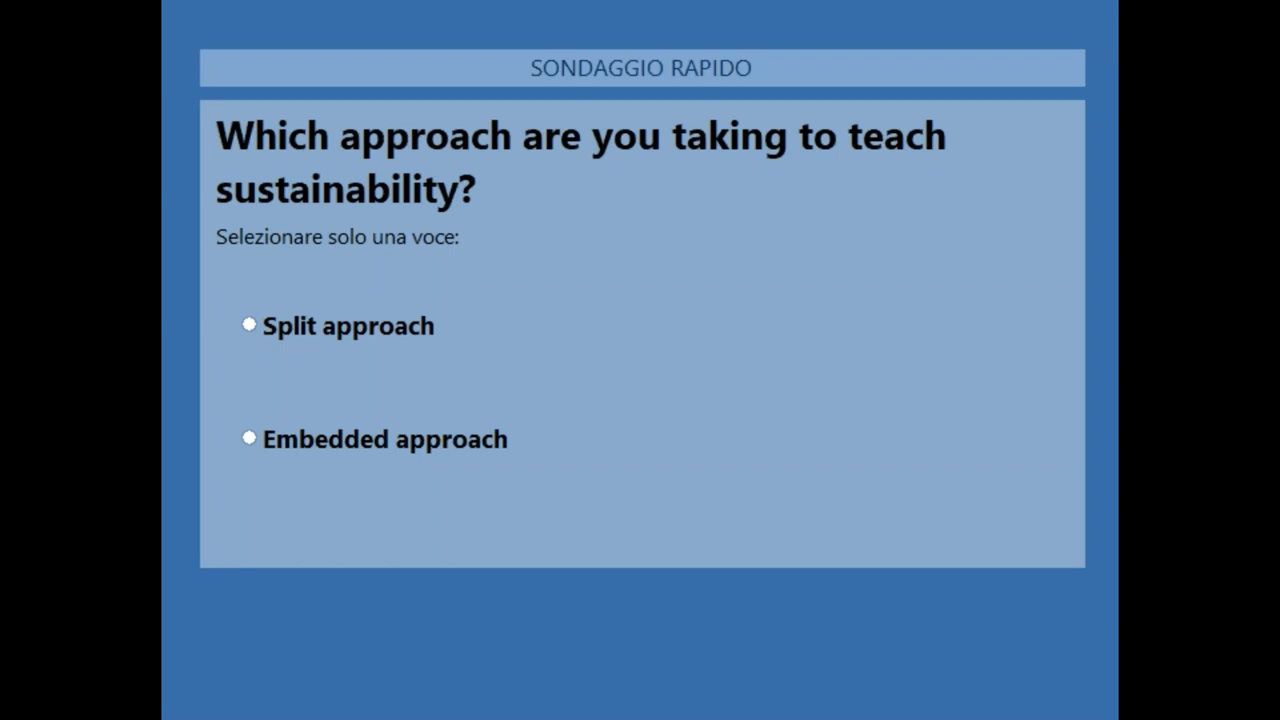 SONDAGGIO RAPIDO
Which approach are you taking to teach
sustainability?
Selezionare solo una voce:
Split approach
Embedded approach